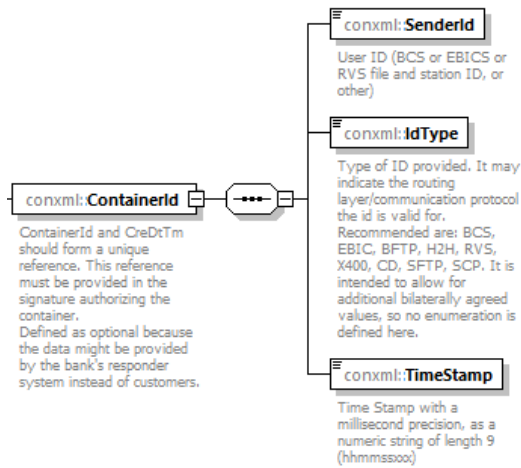 conxml::SenderId
User ID (BCS or EBICS or
RVS file and station ID, or
other)
conxml::IdType
Type of ID provided. It may
indicate the routing
layer/communication protocol
the id is valid for.
Recommended are: BCS,
EBIC, BFTP, H2H, RVS,
X400, CD, SFTP, SCP. It is
intended to allow for
additional bilaterally agreed
values, so no enumeration is
defined here.
conxml::ContainerId
ContainerId and CreDtTm
should form a unique
reference. This reference
must be provided in the
signature authorizing the
container.
Defined as optional because
the data might be provided
by the bank's responder
system instead of customers.
conxml::TimeStamp
Time Stamp with a
millisecond precision, as a
numeric string of length 9
(hhmmssxxx)